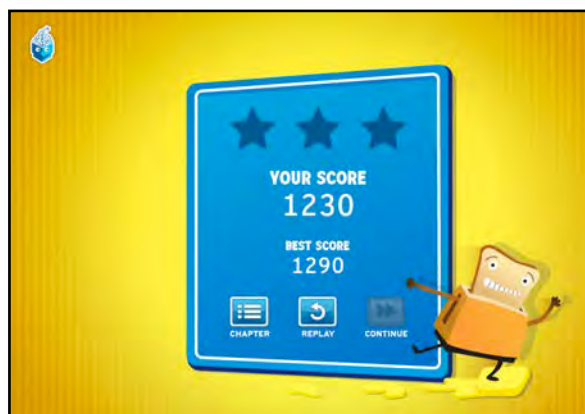 YOUR SCORE
1230
BEST SCORE
1290
CHAPTER REPLAY CONTINUE